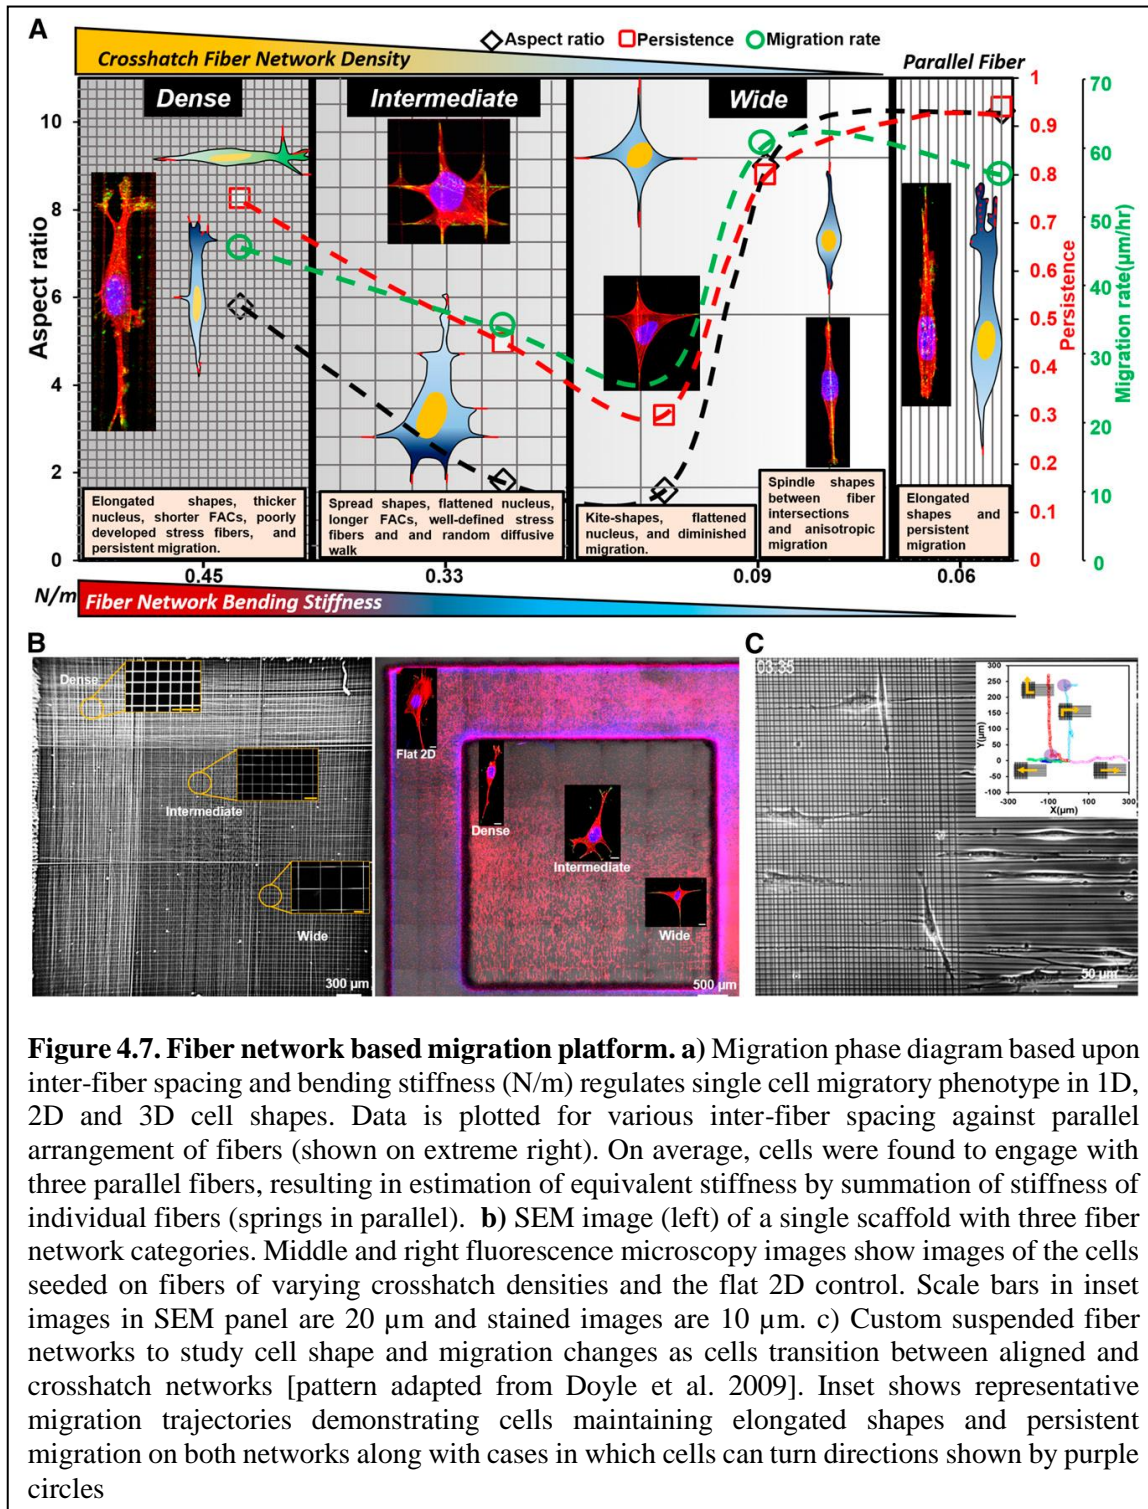 A
Aspect ratio Persistence Migration rate
Crosshatch Fiber Network Density
Parallel Fiber
Dense
Intermediate
Wide
Aspect ratio
10
8
6
4
2
0
1
0.9
0.8
0.7
0.6
0.5
0.4
0.3
0.2
0.1
0
Persistence
70
60
50
40
30
20
10
0
Migration rate(µm/hr)
Elongated shapes, thicker
nucleus, shorter FACs, poorly
developed stress fibers, and
persistent migration.
Spread shapes, flattened nucleus,
longer FACs, well-defined stress
fibers and and random diffusive
walk
Kite-shapes, flattened
nucleus, and diminished
migration.
Spindle shapes
between fiber
intersections
and anisotropic
migration
Elongated
shapes and
persistent
migration
0.45
0.33
0.09
0.06
N/m
Fiber Network Bending Stiffness
B
Dense
Intermediate
Wide
300 µm
Flat 2D
Dense
Intermediate
Wide
500 µm
C
03:35
300
250
200
150
100
50
0
-50
-100
Y(µm)
-300
-100
100
300
X(µm)
50 µm
Figure 4.7. Fiber network based migration platform. a) Migration phase diagram based upon
inter-fiber spacing and bending stiffness (N/m) regulates single cell migratory phenotype in 1D,
2D and 3D cell shapes. Data is plotted for various inter-fiber spacing against parallel
arrangement of fibers (shown on extreme right). On average, cells were found to engage with
three parallel fibers, resulting in estimation of equivalent stiffness by summation of stiffness of
individual fibers (springs in parallel). b) SEM image (left) of a single scaffold with three fiber
network categories. Middle and right fluorescence microscopy images show images of the cells
seeded on fibers of varying crosshatch densities and the flat 2D control. Scale bars in inset
images in SEM panel are 20 µm and stained images are 10 µm. c) Custom suspended fiber
networks to study cell shape and migration changes as cells transition between aligned and
crosshatch networks [pattern adapted from Doyle et al. 2009]. Inset shows representative
migration trajectories demonstrating cells maintaining elongated shapes and persistent
migration on both networks along with cases in which cells can turn directions shown by purple
circles